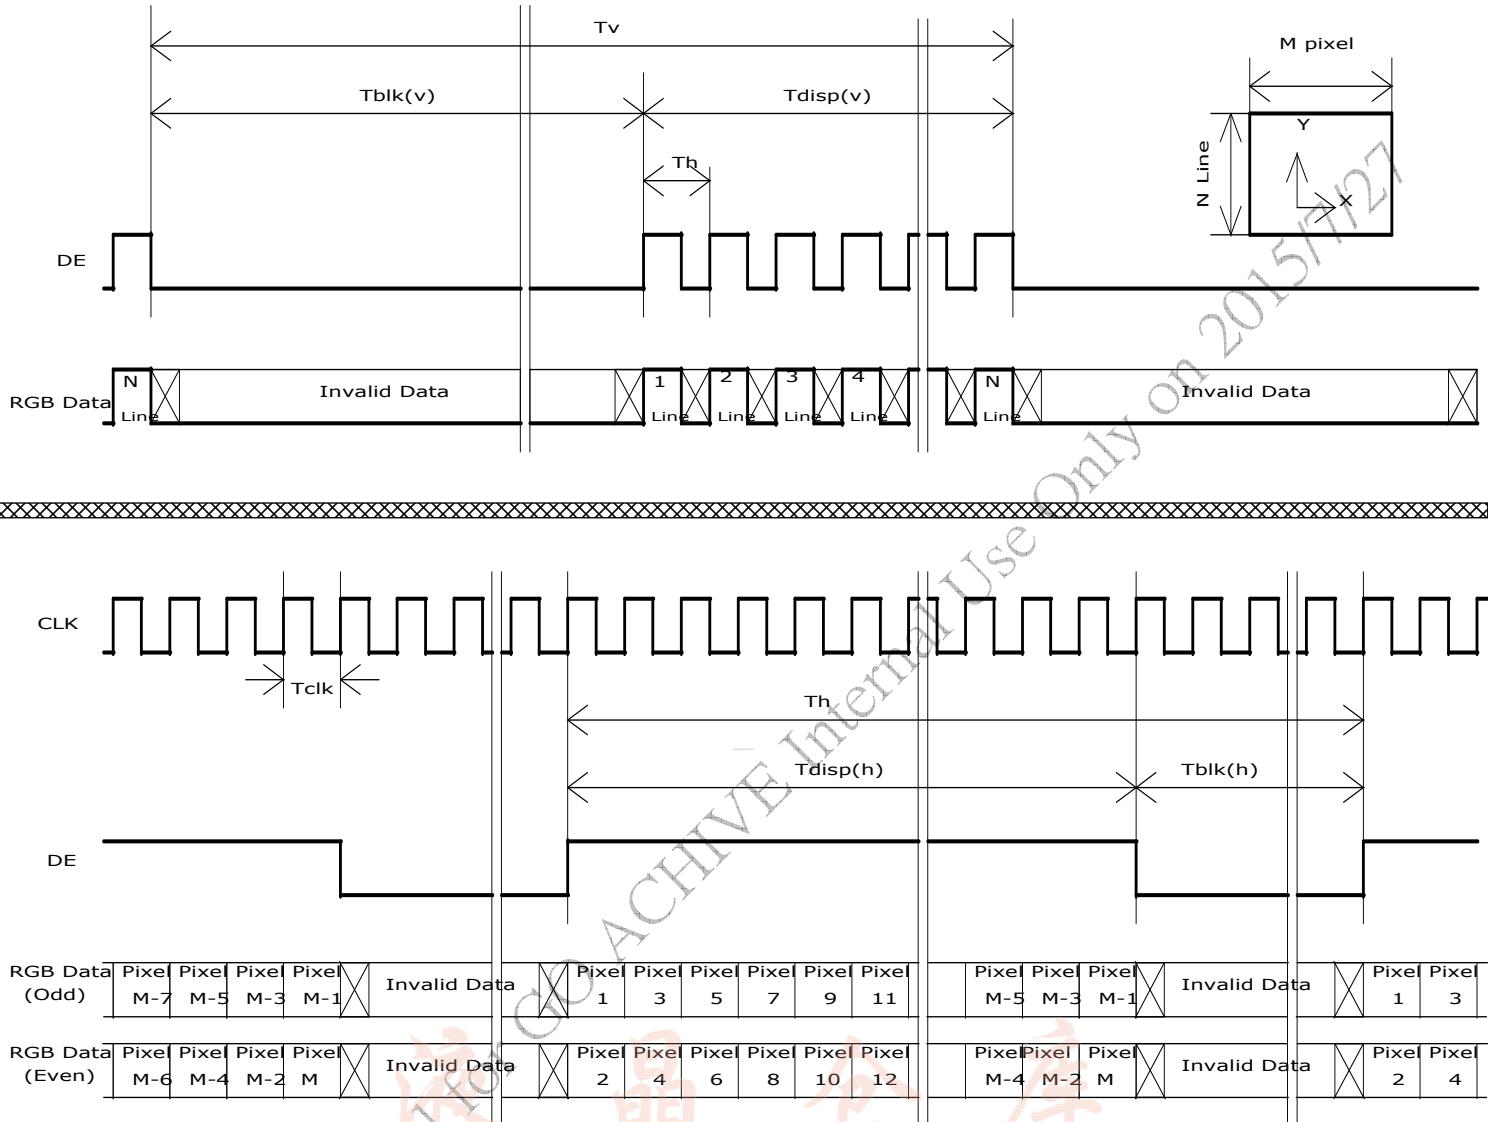 Tv
M pixel
Tblk(v)
Tdisp(v)
Y
N Line
X
Th
DE
RGB Data
N Line
Invalid Data
1 Line
2 Line
3 Line
4 Line
N Line
Invalid Data
CLK
Tclk
Th
Tdisp(h)
Tblk(h)
DE
RGB Data (Odd)
Pixel M-7
Pixel M-5
Pixel M-3
Pixel M-1
Invalid Data
Pixel 1
Pixel 3
Pixel 5
Pixel 7
Pixel 9
Pixel 11
Pixel M-5
Pixel M-3
Pixel M-1
Invalid Data
Pixel 1
Pixel 3
RGB Data (Even)
Pixel M-6
Pixel M-4
Pixel M-2
Pixel M
Invalid Data
Pixel 2
Pixel 4
Pixel 6
Pixel 8
Pixel 10
Pixel 12
Pixel M-4
Pixel M-2
Pixel M
Invalid Data
Pixel 2
Pixel 4
for GO ACHIVE Internal Use Only on 2015/7/27
晶
库